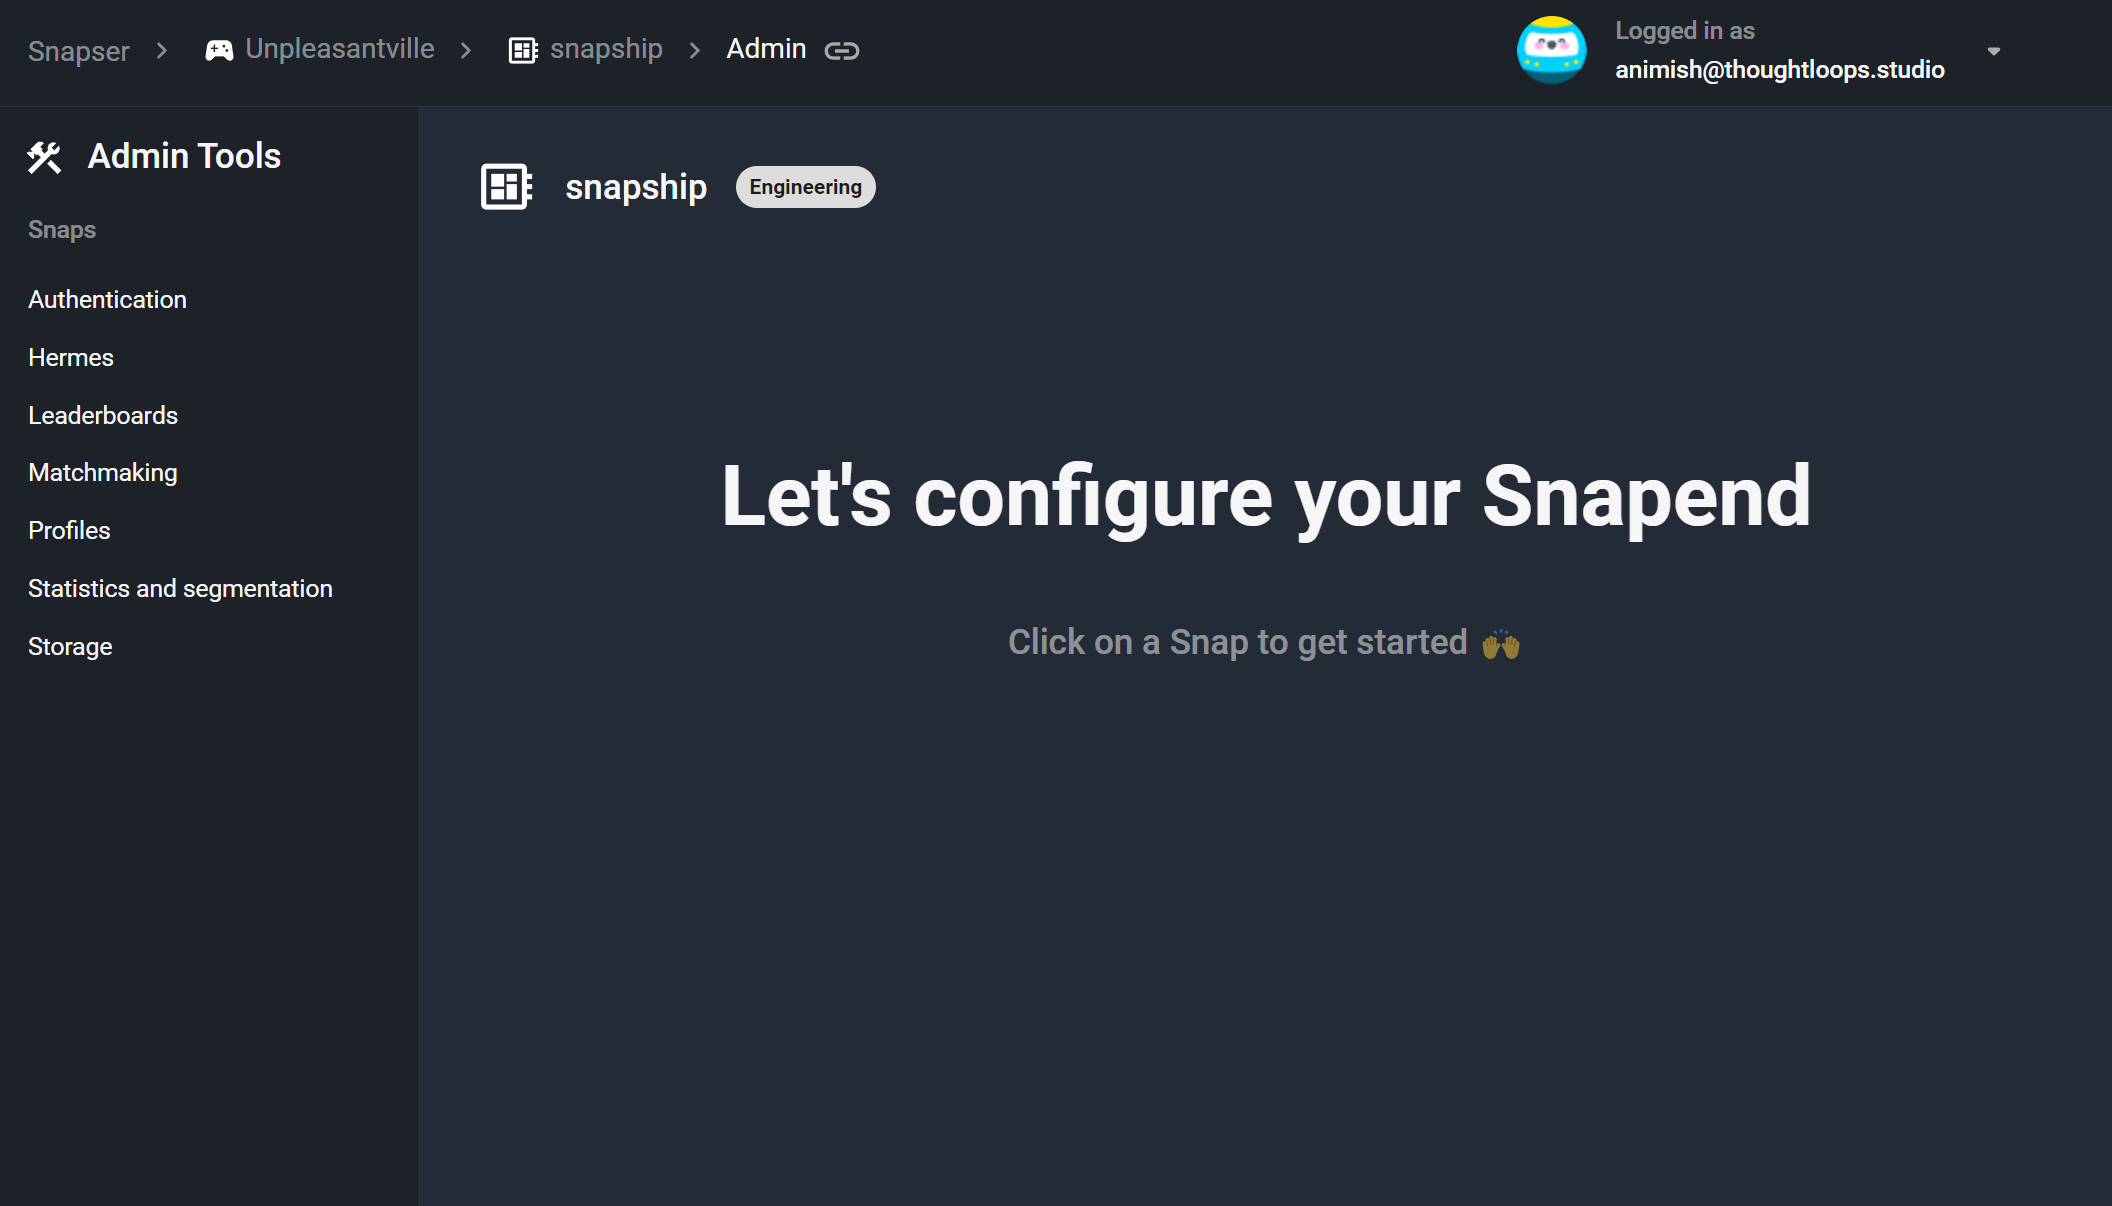 Snapser
Unpleasantville
snapship
Admin
Logged in as
animish@thoughtloops.studio
Admin Tools
Snaps
Authentication
Hermes
Leaderboards
Matchmaking
Profiles
Statistics and segmentation
Storage
snapship
Engineering
Let's configure your Snapend
Click on a Snap to get started 🙌